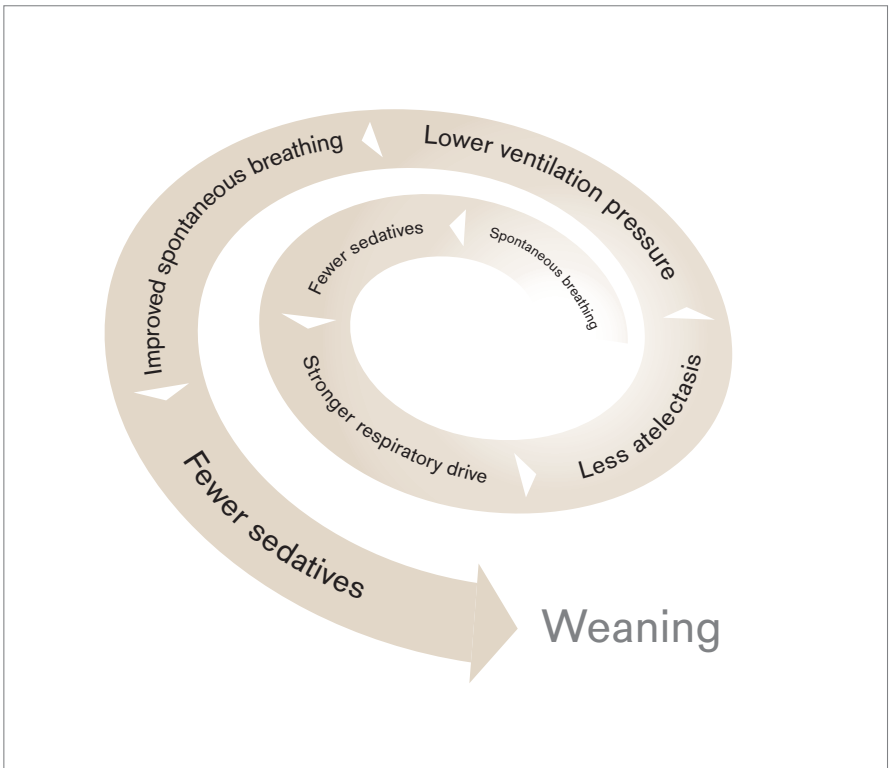 Spontaneous breathing
Fewer sedatives
Stronger respiratory drive
Less atelectasis
Lower ventilation pressure
Improved spontaneous breathing
Fewer sedatives
Weaning